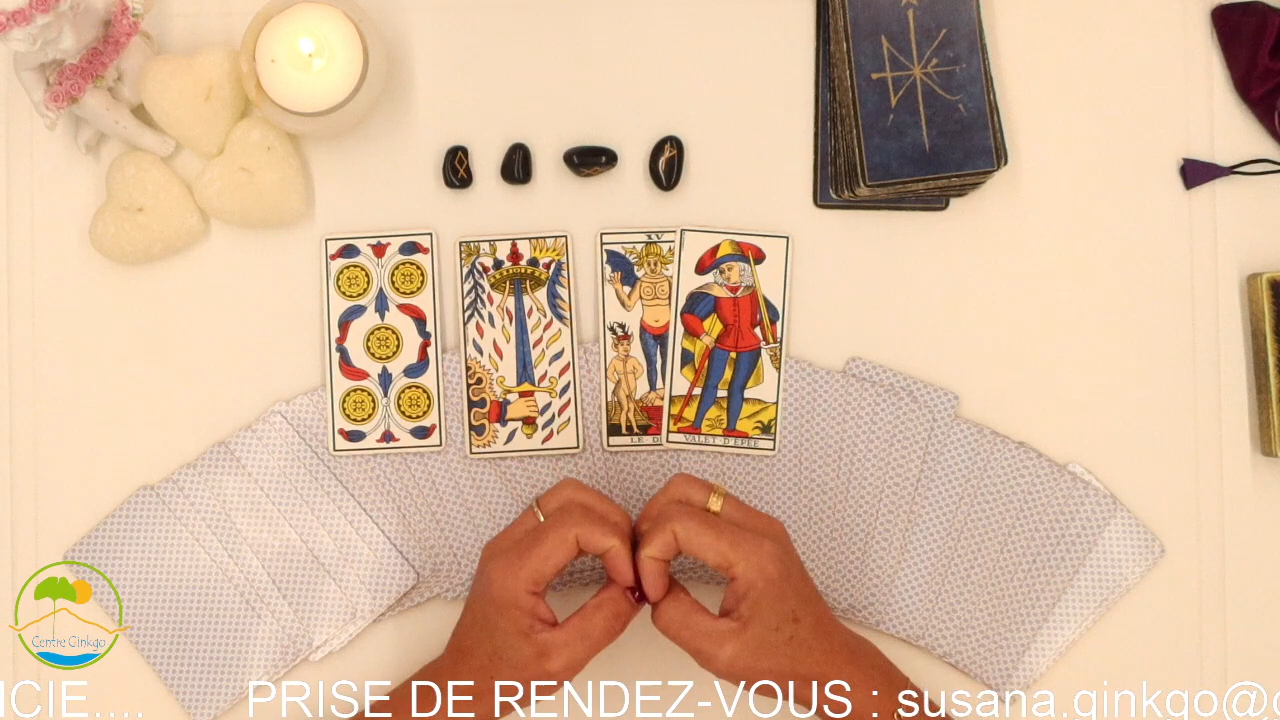 XV
LE·D
VALET·D'EPEE
Centre Ginkgo
ICIE.... PRISE DE RENDEZ-VOUS : susana.ginkgo@